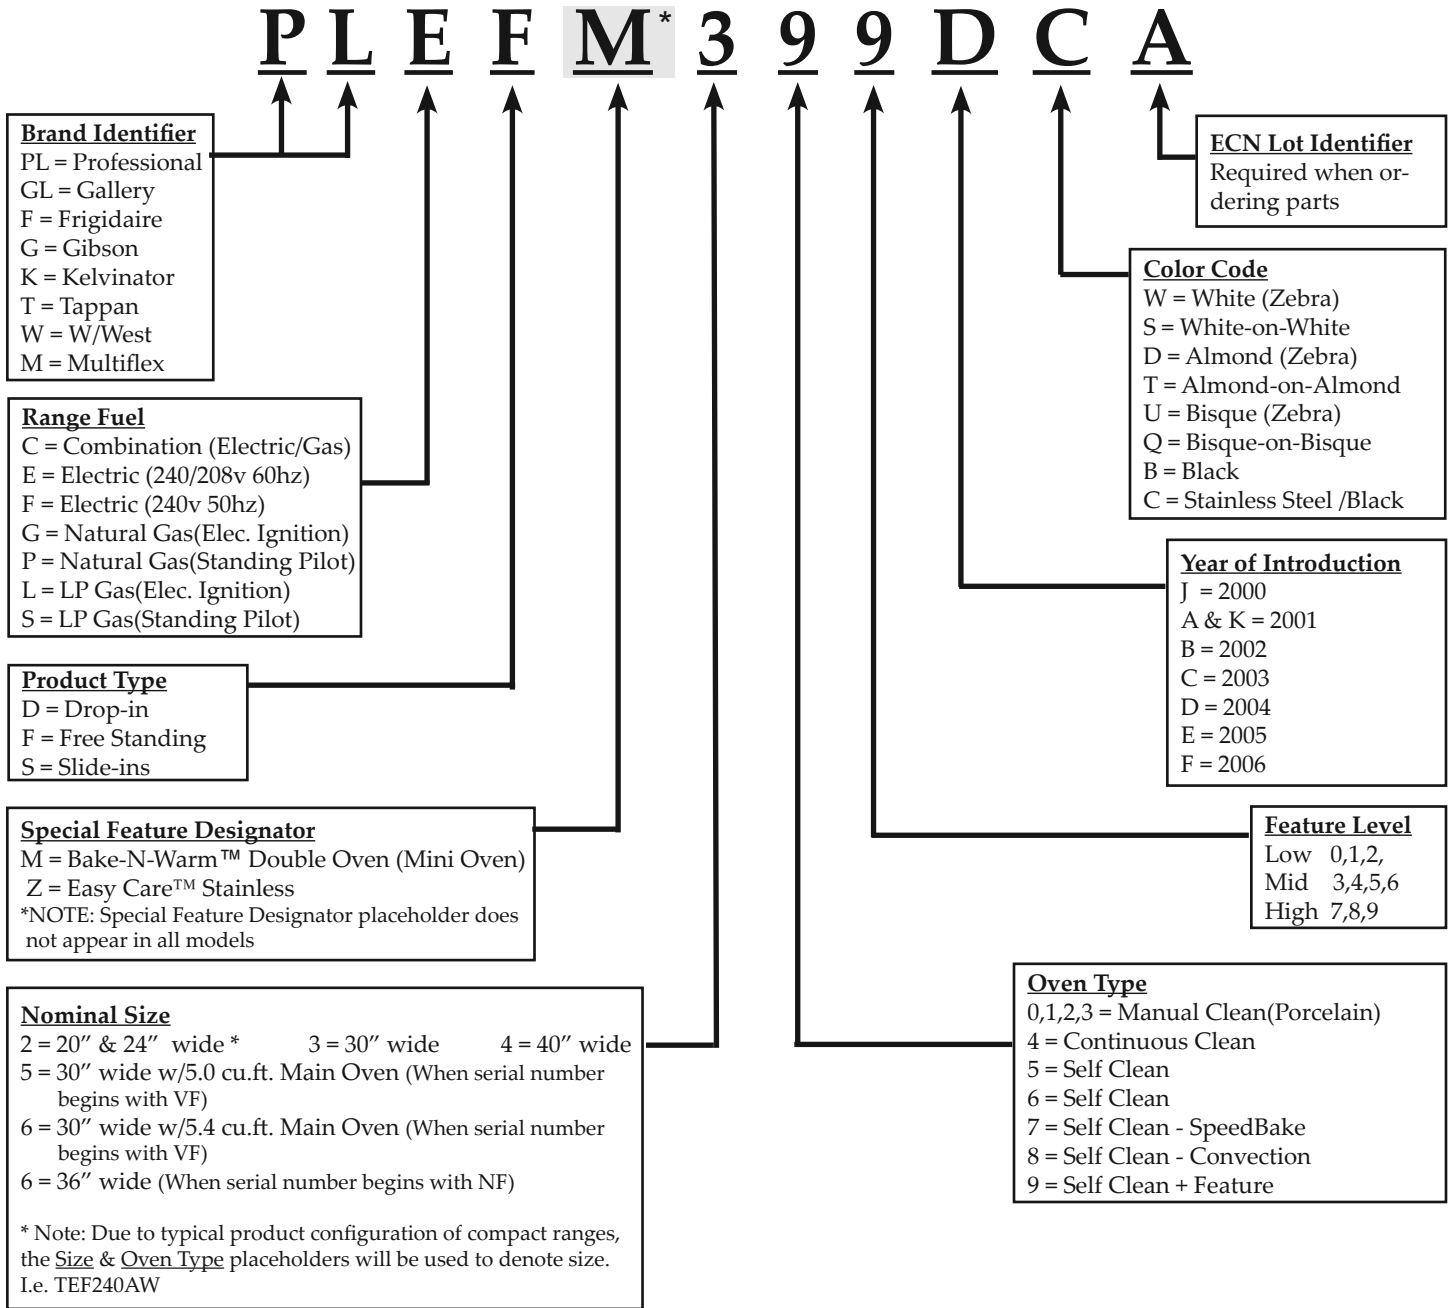 P L E F M* 3 9 9 D C A
Brand Identifier
PL = Professional
GL = Gallery
F = Frigidaire
G = Gibson
K = Kelvinator
T = Tappan
W = W/West
M = Multiflex
Range Fuel
C = Combination (Electric/Gas)
E = Electric (240/208v 60hz)
F = Electric (240v 50hz)
G = Natural Gas(Elec. Ignition)
P = Natural Gas(Standing Pilot)
L = LP Gas(Elec. Ignition)
S = LP Gas(Standing Pilot)
Product Type
D = Drop-in
F = Free Standing
S = Slide-ins
Special Feature Designator
M = Bake-N-Warm™ Double Oven (Mini Oven)
Z = Easy Care™ Stainless
*NOTE: Special Feature Designator placeholder does
not appear in all models
Nominal Size
2 = 20″ & 24″ wide * 3 = 30″ wide 4 = 40″ wide
5 = 30″ wide w/5.0 cu.ft. Main Oven (When serial number
begins with VF)
6 = 30″ wide w/5.4 cu.ft. Main Oven (When serial number
begins with VF)
6 = 36″ wide (When serial number begins with NF)
* Note: Due to typical product configuration of compact ranges,
the Size & Oven Type placeholders will be used to denote size.
I.e. TEF240AW
ECN Lot Identifier
Required when or-
dering parts
Color Code
W = White (Zebra)
S = White-on-White
D = Almond (Zebra)
T = Almond-on-Almond
U = Bisque (Zebra)
Q = Bisque-on-Bisque
B = Black
C = Stainless Steel /Black
Year of Introduction
J = 2000
A & K = 2001
B = 2002
C = 2003
D = 2004
E = 2005
F = 2006
Feature Level
Low 0,1,2,
Mid 3,4,5,6
High 7,8,9
Oven Type
0,1,2,3 = Manual Clean(Porcelain)
4 = Continuous Clean
5 = Self Clean
6 = Self Clean
7 = Self Clean - SpeedBake
8 = Self Clean - Convection
9 = Self Clean + Feature